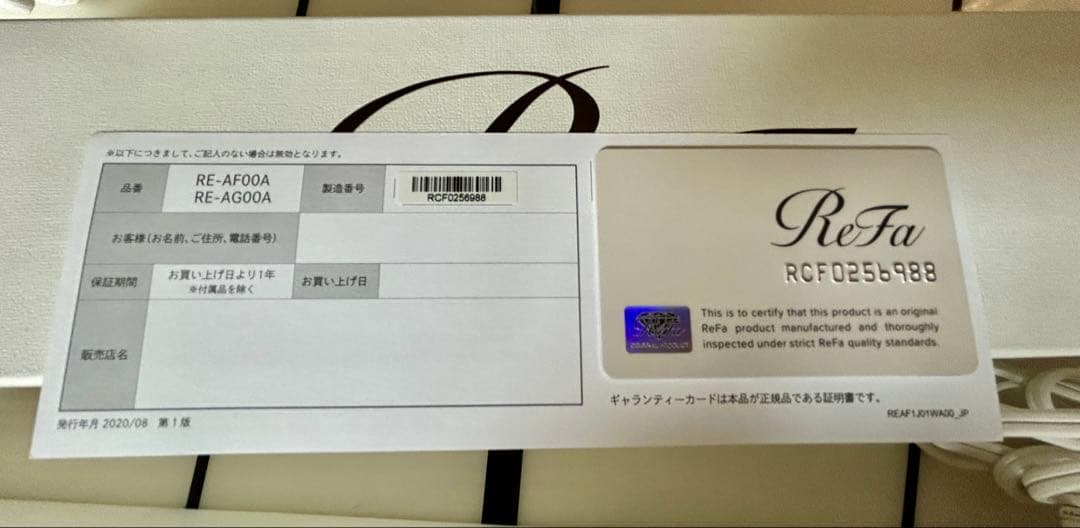 ※以下につきまして、ご記入のない場合は無効となります。
品番
RE-AF00A
RE-AG00A
製造番号
RCF0256988
お客様(お名前、ご住所、電話番号)
保証期間
お買い上げ日より1年
※付属品を除く
お買い上げ日
販売店名
発行年月 2020/08 第1版
ReFa
RCF0256988
ORIGINAL PRODUCT
This is to certify that this product is an original
ReFa product manufactured and thoroughly
inspected under strict ReFa quality standards.
ギャランティーカードは本品が正規品である証明書です。
REAF1J01WA00_JP